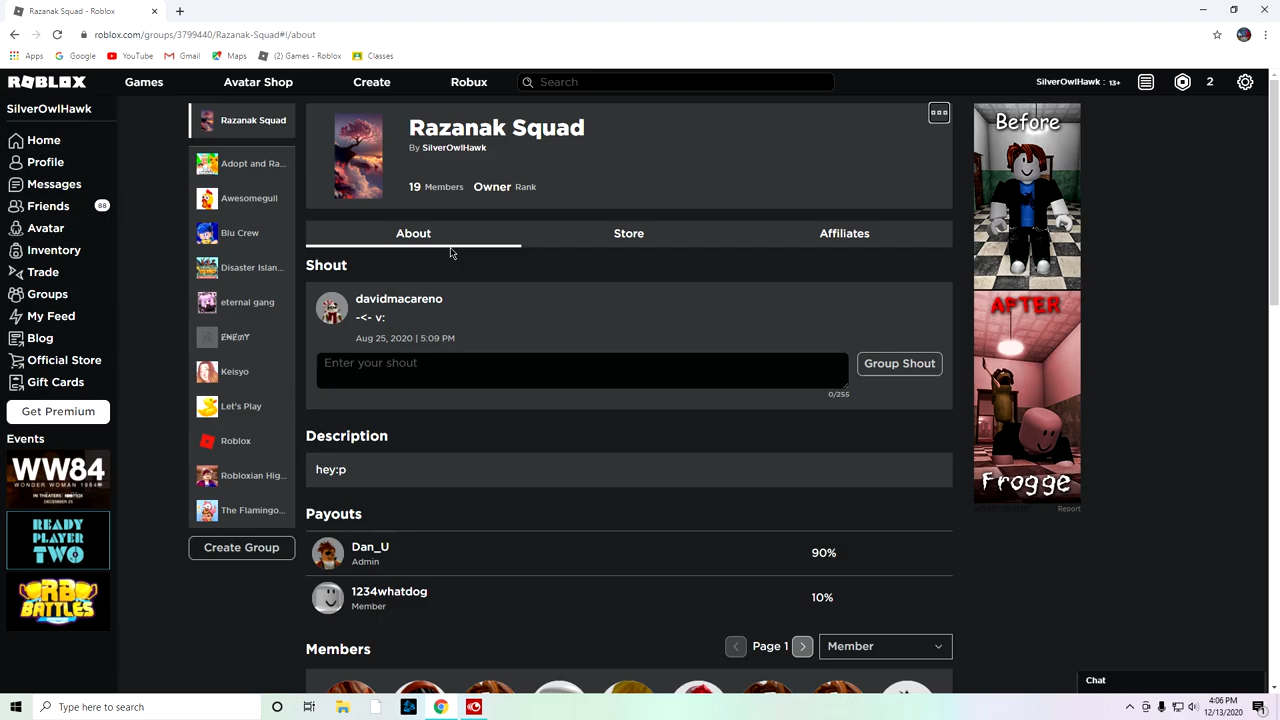 Razanak Squad - Roblox
roblox.com/groups/3799440/Razanak-Squad#!/about
Apps
Google
YouTube
Gmail
Maps
(2) Games - Roblox
Classes
ROBLOX
Games
Avatar Shop
Create
Robux
Search
SilverOwlHawk : 13+
2
SilverOwlHawk
Home
Profile
Messages
Friends
88
Avatar
Inventory
Trade
Groups
My Feed
Blog
Official Store
Gift Cards
Get Premium
Events
WW84
WONDER WOMAN 1984
IN THEATERS
DECEMBER 25
READY
PLAYER
TWO
RB
BATTLES
Razanak Squad
Adopt and Ra...
Awesomegull
Blu Crew
Disaster Islan...
eternal gang
Keisyo
Let's Play
Roblox
Robloxian Hig...
The Flamingo...
Create Group
Razanak Squad
By SilverOwlHawk
19 Members Owner Rank
About
Store
Affiliates
Shout
davidmacareno
-<- v:
Aug 25, 2020 | 5:09 PM
Enter your shout
Group Shout
0/255
Description
hey:p
Payouts
Dan_U
Admin
90%
1234whatdog
Member
10%
Members
Page 1
Member
Before
AFTER
Frogge
ADVERTISEMENT
Report
Chat
Type here to search
4:06 PM
12/13/2020
1